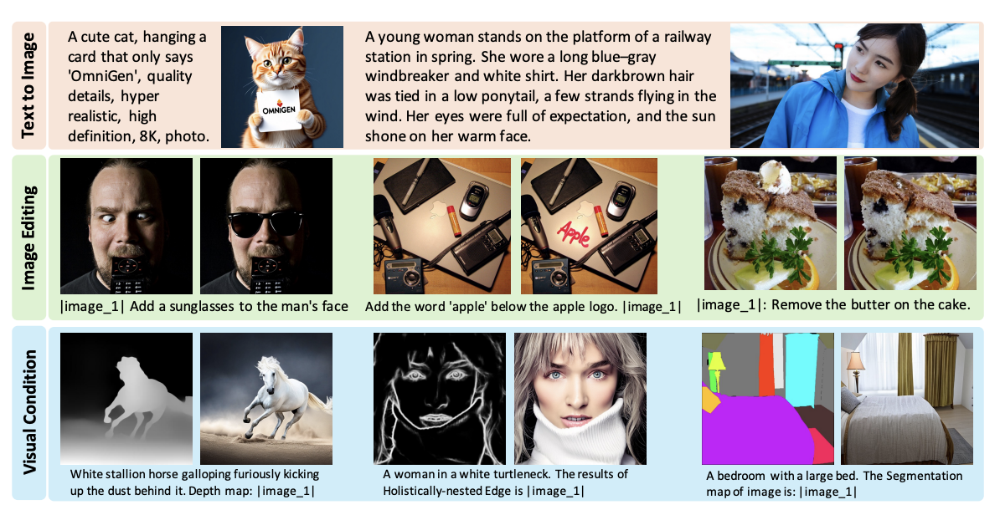 Text to Image
A cute cat, hanging a
card that only says
'OmniGen', quality
details, hyper
realistic, high
definition, 8K, photo.
OMNIGEN
A young woman stands on the platform of a railway
station in spring. She wore a long blue–gray
windbreaker and white shirt. Her darkbrown hair
was tied in a low ponytail, a few strands flying in the
wind. Her eyes were full of expectation, and the sun
shone on her warm face.
Image Editing
Apple
|image_1| Add a sunglasses to the man's face
Add the word 'apple' below the apple logo. |image_1|
|image_1|: Remove the butter on the cake.
Visual Condition
White stallion horse galloping furiously kicking
up the dust behind it. Depth map: |image_1|
A woman in a white turtleneck. The results of
Holistically-nested Edge is |image_1|
A bedroom with a large bed. The Segmentation
map of image is: |image_1|